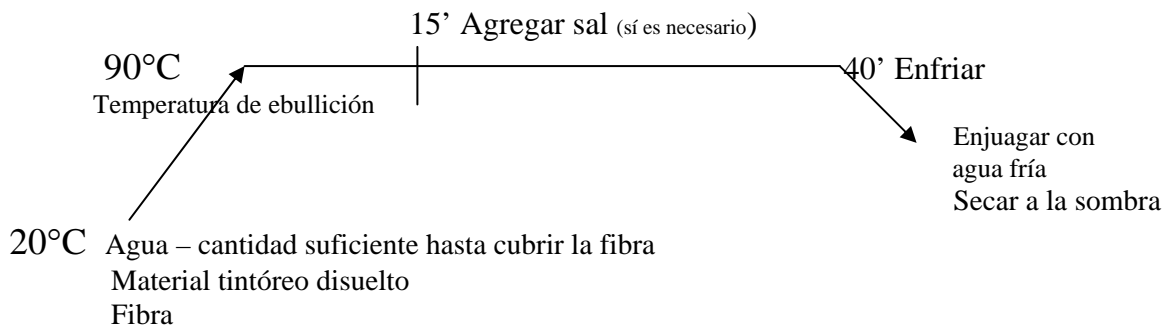 15’ Agregar sal (sí es necesario)
90°C
40’ Enfriar
Temperatura de ebullición
Enjuagar con
agua fría
Secar a la sombra
20°C Agua – cantidad suficiente hasta cubrir la fibra
Material tintóreo disuelto
Fibra